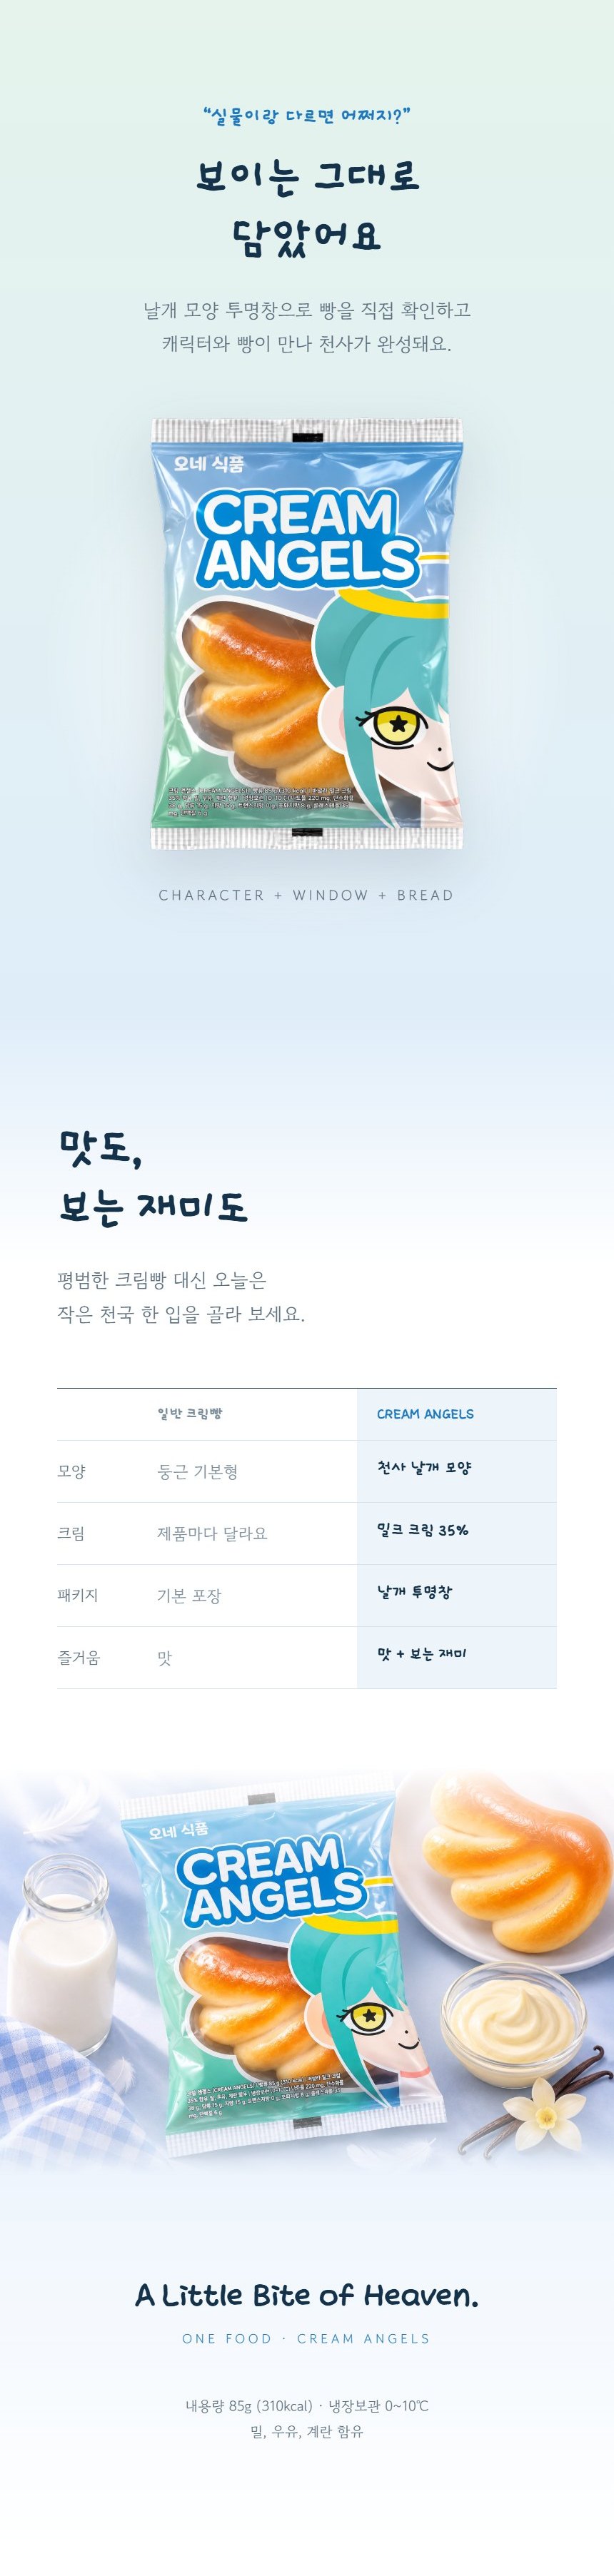 “실물이랑 다르면 어쩌지?”
보이는 그대로
담았어요
날개 모양 투명창으로 빵을 직접 확인하고
캐릭터와 빵이 만나 천사가 완성돼요.
오네 식품
CREAM
ANGELS
CHARACTER + WINDOW + BREAD
맛도,
보는 재미도
평범한 크림빵 대신 오늘은
작은 천국 한 입을 골라 보세요.
일반 크림빵 CREAM ANGELS
모양 둥근 기본형 천사 날개 모양
크림 제품마다 달라요 밀크 크림 35%
패키지 기본 포장 날개 투명창
즐거움 맛 맛 + 보는 재미
오네 식품
CREAM
ANGELS
A Little Bite of Heaven.
ONE FOOD · CREAM ANGELS
내용량 85g (310kcal) · 냉장보관 0~10℃
밀, 우유, 계란 함유